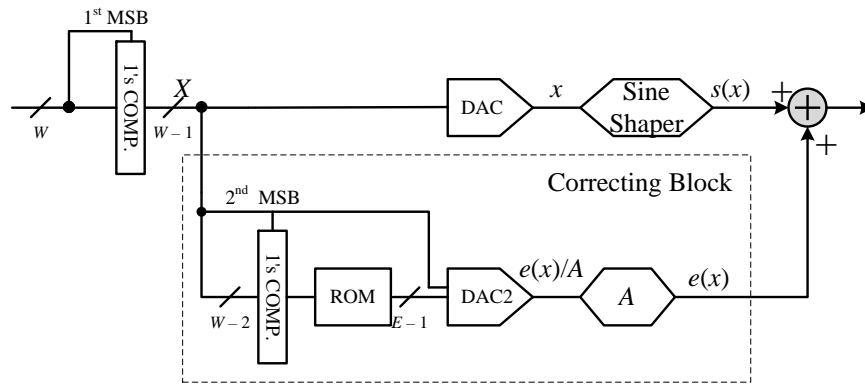 1st MSB
1's COMP.
W
X
W – 1
DAC
x
Sine
Shaper
s(x)
+
+
+
Correcting Block
2nd MSB
1's COMP.
W – 2
ROM
E – 1
DAC2
e(x)/A
A
e(x)